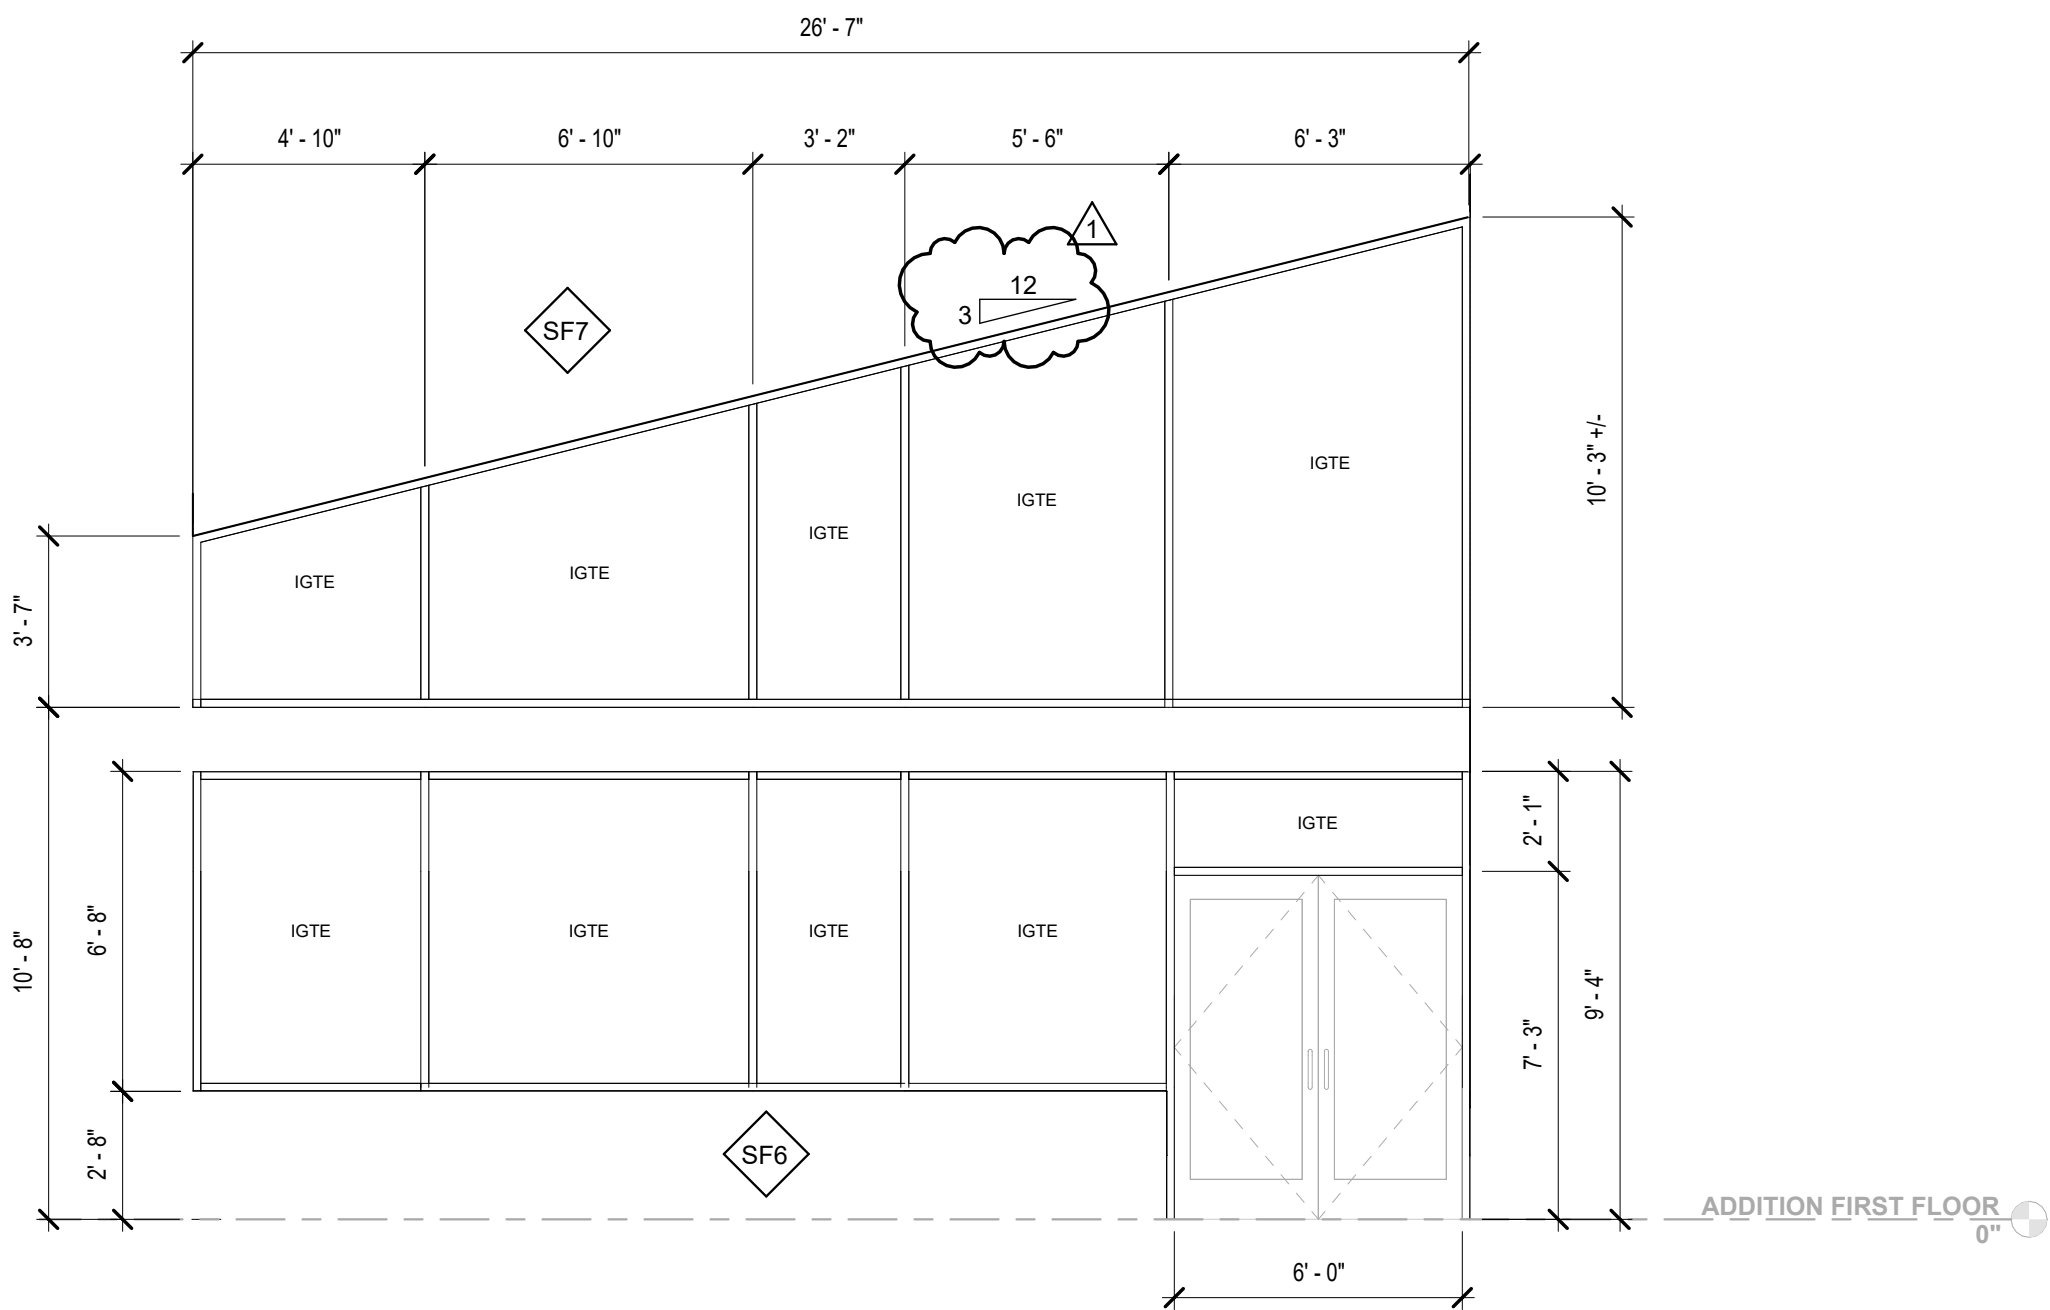 26' - 7"
4' - 10"
6' - 10"
3' - 2"
5' - 6"
6' - 3"
1
12
3
SF7
10' - 3" +/-
IGTE
IGTE
IGTE
IGTE
IGTE
3' - 7"
2' - 1"
IGTE
6' - 8"
IGTE
IGTE
IGTE
IGTE
10' - 8"
9' - 4"
7' - 3"
2' - 8"
SF6
ADDITION FIRST FLOOR
0"
6' - 0"